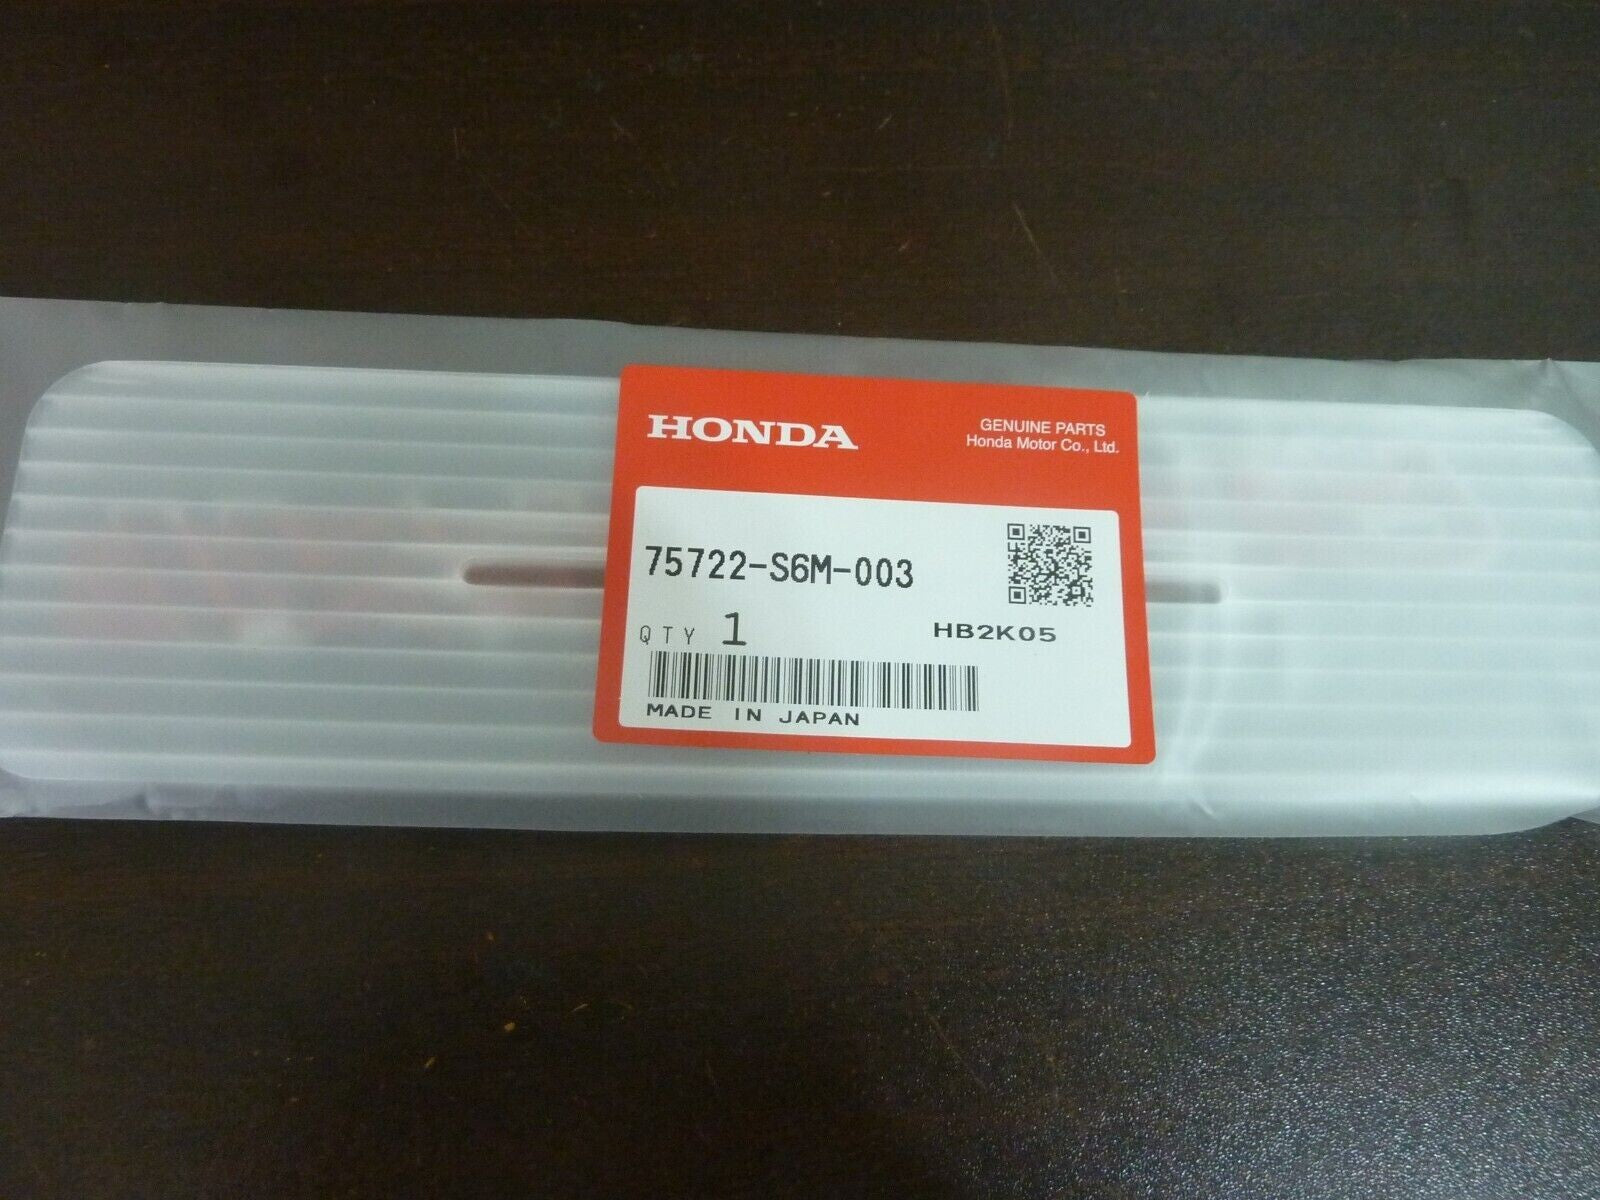 HONDA
GENUINE PARTS
Honda Motor Co., Ltd.
75722-S6M-003
QTY 1
HB2K05
MADE IN JAPAN